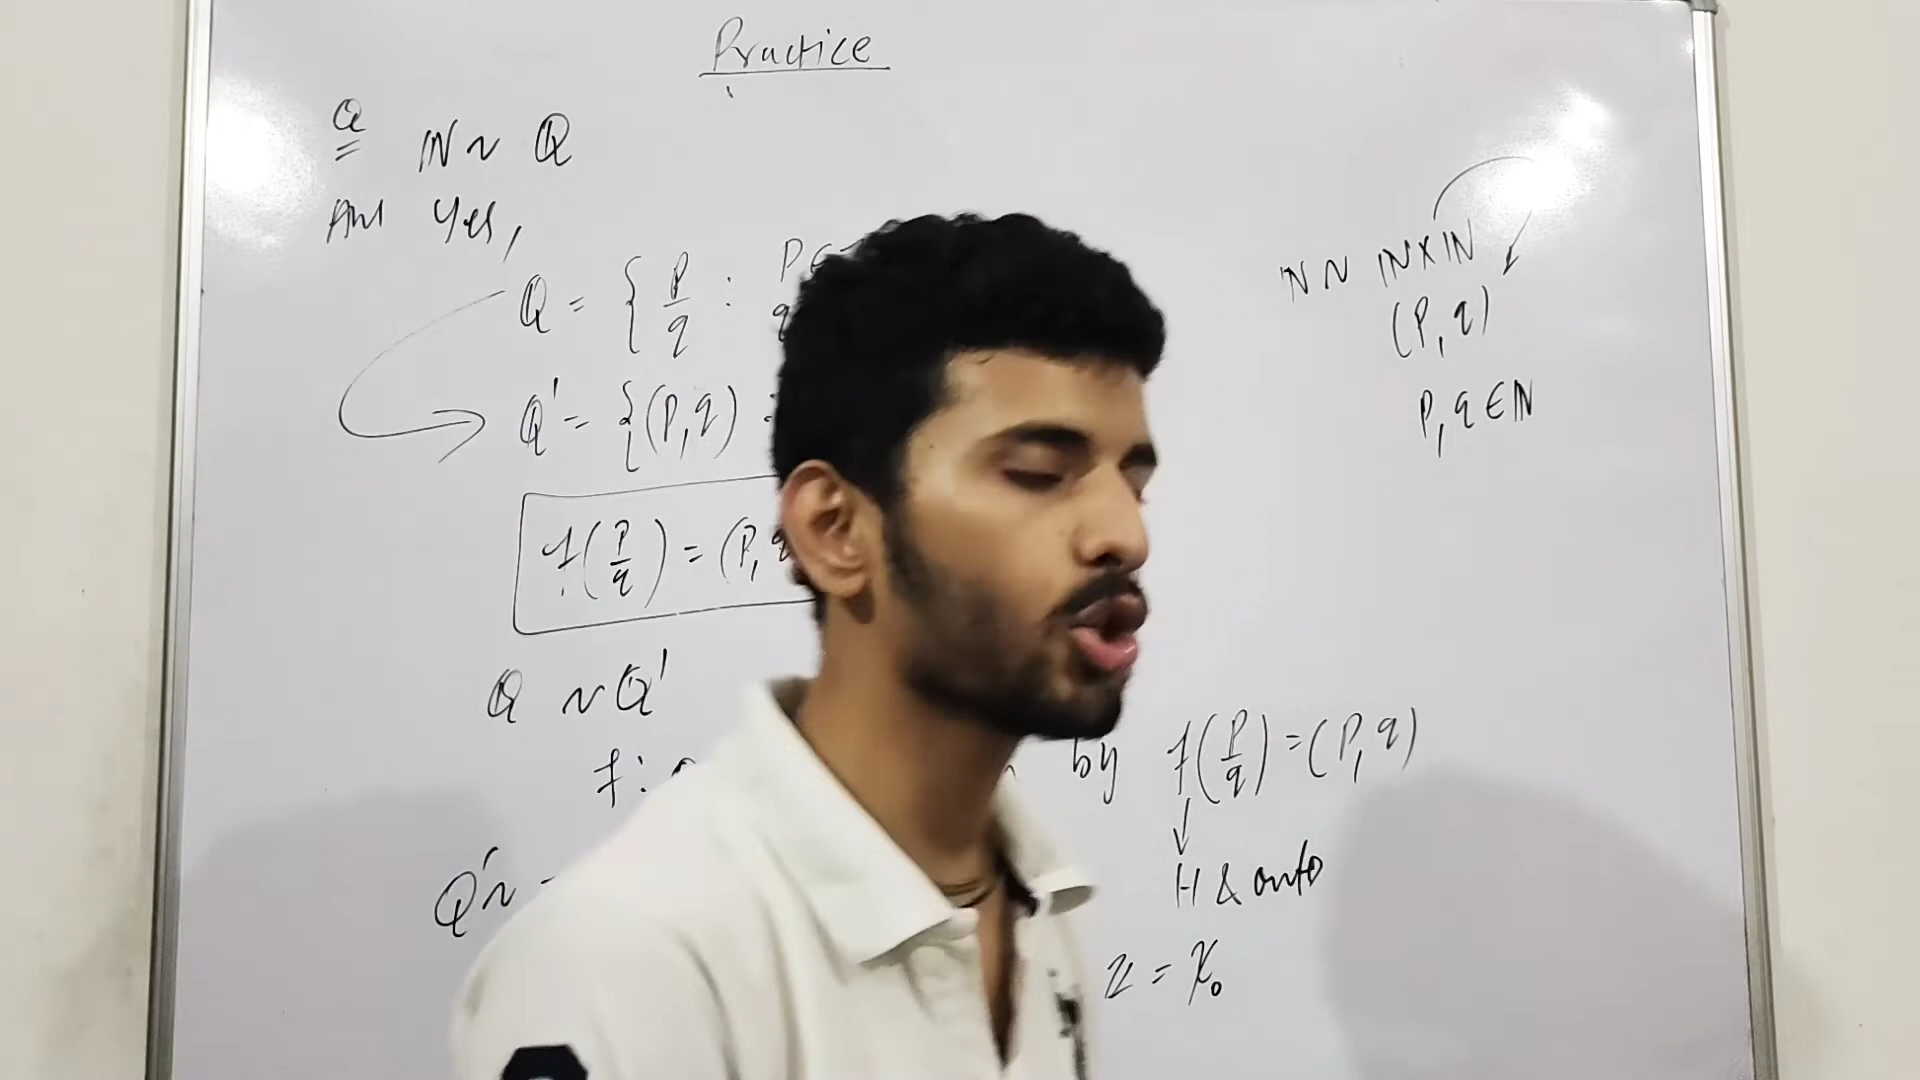 Practice
Q ℕ ~ ℚ
Ans Yes,
ℚ = { p/q : p ∈
ℚ' = {(p,q) :
f(p/q) = (p, q
ℚ ~ ℚ'
f: by f(p/q) = (p, q)
1-1 & onto
ℚ' ~
ℤ = ℵ₀
ℕ ~ ℕ×ℕ
(p, q)
p, q ∈ ℕ